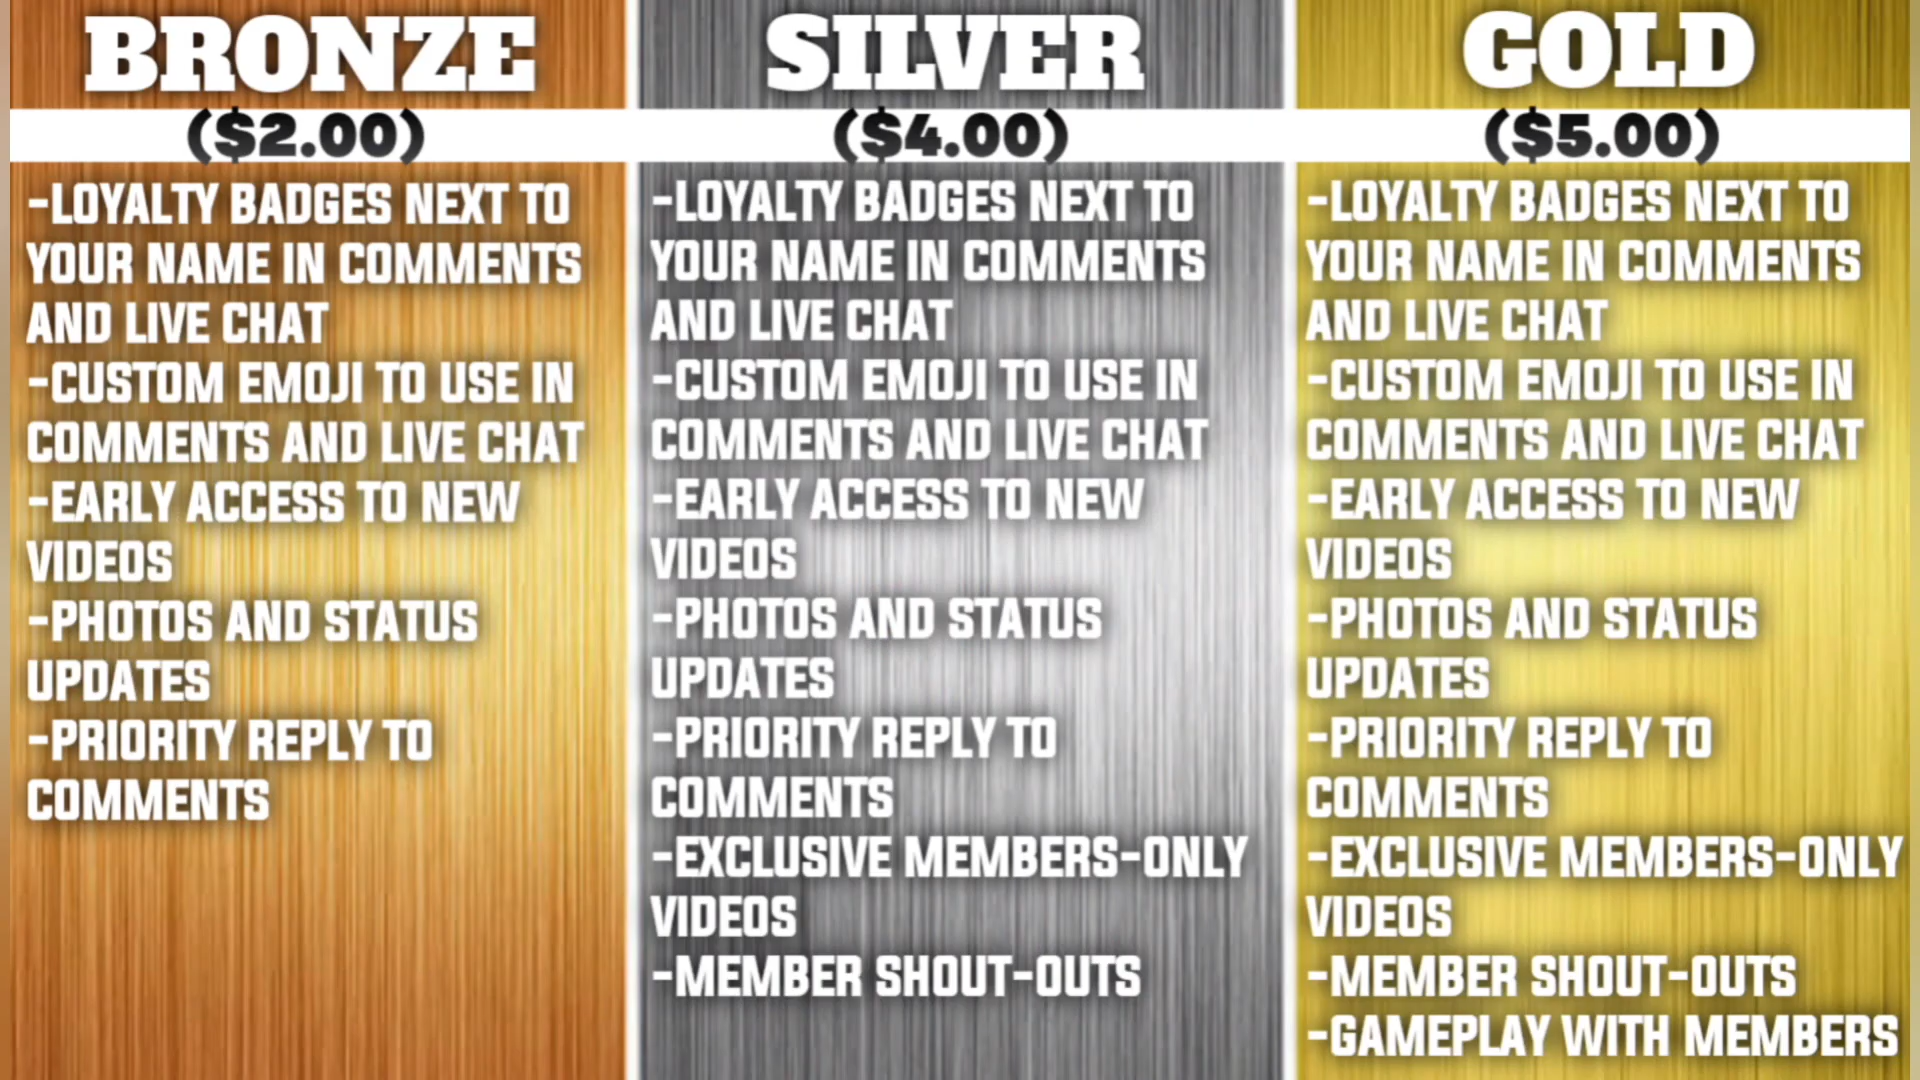 BRONZE
($2.00)
-LOYALTY BADGES NEXT TO
YOUR NAME IN COMMENTS
AND LIVE CHAT
-CUSTOM EMOJI TO USE IN
COMMENTS AND LIVE CHAT
-EARLY ACCESS TO NEW
VIDEOS
-PHOTOS AND STATUS
UPDATES
-PRIORITY REPLY TO
COMMENTS
SILVER
($4.00)
-LOYALTY BADGES NEXT TO
YOUR NAME IN COMMENTS
AND LIVE CHAT
-CUSTOM EMOJI TO USE IN
COMMENTS AND LIVE CHAT
-EARLY ACCESS TO NEW
VIDEOS
-PHOTOS AND STATUS
UPDATES
-PRIORITY REPLY TO
COMMENTS
-EXCLUSIVE MEMBERS-ONLY
VIDEOS
-MEMBER SHOUT-OUTS
GOLD
($5.00)
-LOYALTY BADGES NEXT TO
YOUR NAME IN COMMENTS
AND LIVE CHAT
-CUSTOM EMOJI TO USE IN
COMMENTS AND LIVE CHAT
-EARLY ACCESS TO NEW
VIDEOS
-PHOTOS AND STATUS
UPDATES
-PRIORITY REPLY TO
COMMENTS
-EXCLUSIVE MEMBERS-ONLY
VIDEOS
-MEMBER SHOUT-OUTS
-GAMEPLAY WITH MEMBERS